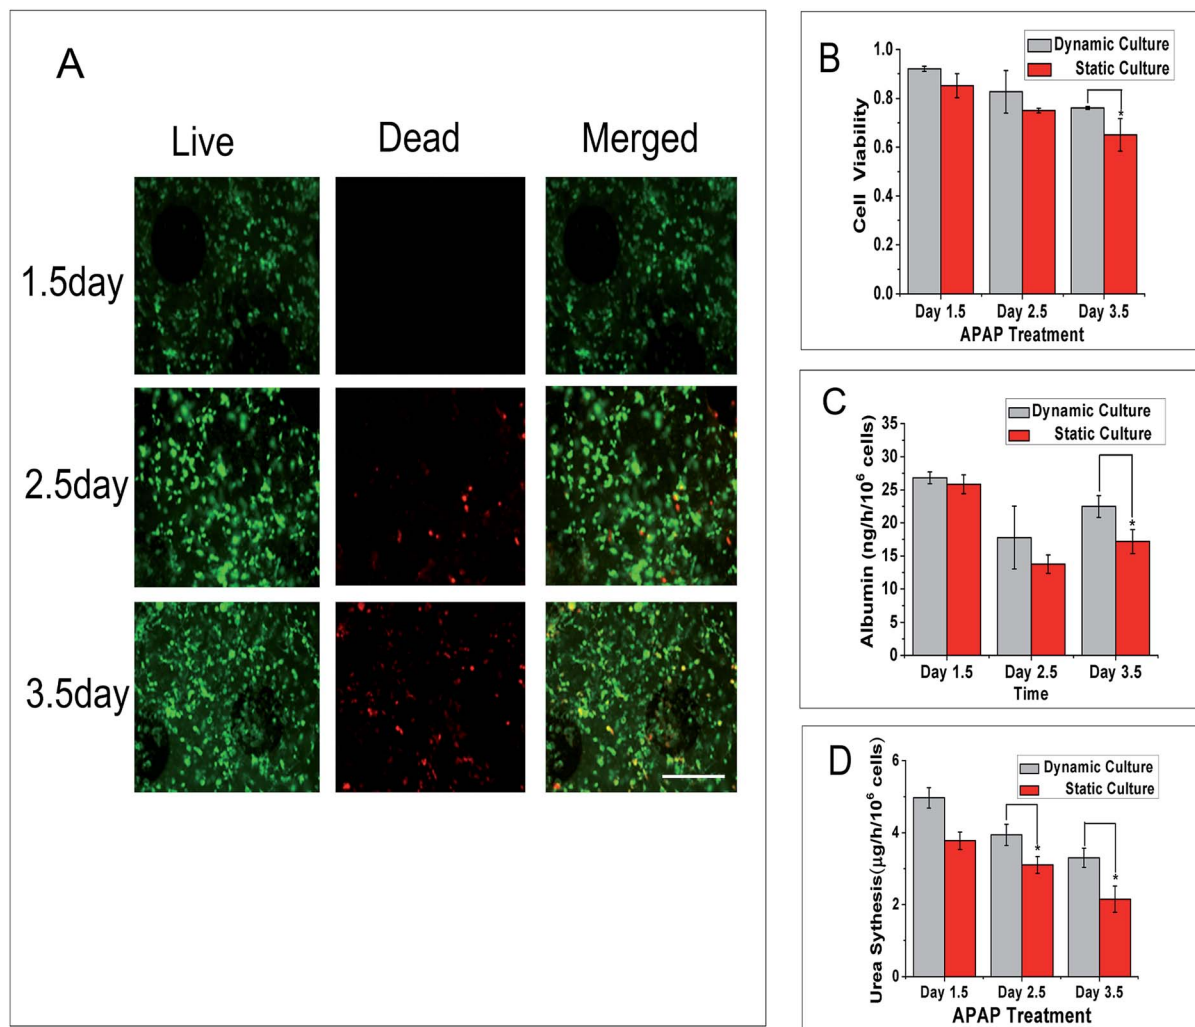 A
Live Dead Merged
1.5day
2.5day
3.5day
B
Dynamic Culture
Static Culture
Cell Viability
1.0
0.8
0.6
0.4
0.2
0.0
Day 1.5 Day 2.5 Day 3.5
APAP Treatment
*
C
Dynamic Culture
Static Culture
Albumin (ng/h/10⁶ cells)
35
30
25
20
15
10
5
0
Day 1.5 Day 2.5 Day 3.5
Time
*
D
Dynamic Culture
Static Culture
Urea Sythesis(μg/h/10⁶ cells)
6
4
2
0
Day 1.5 Day 2.5 Day 3.5
APAP Treatment
* *